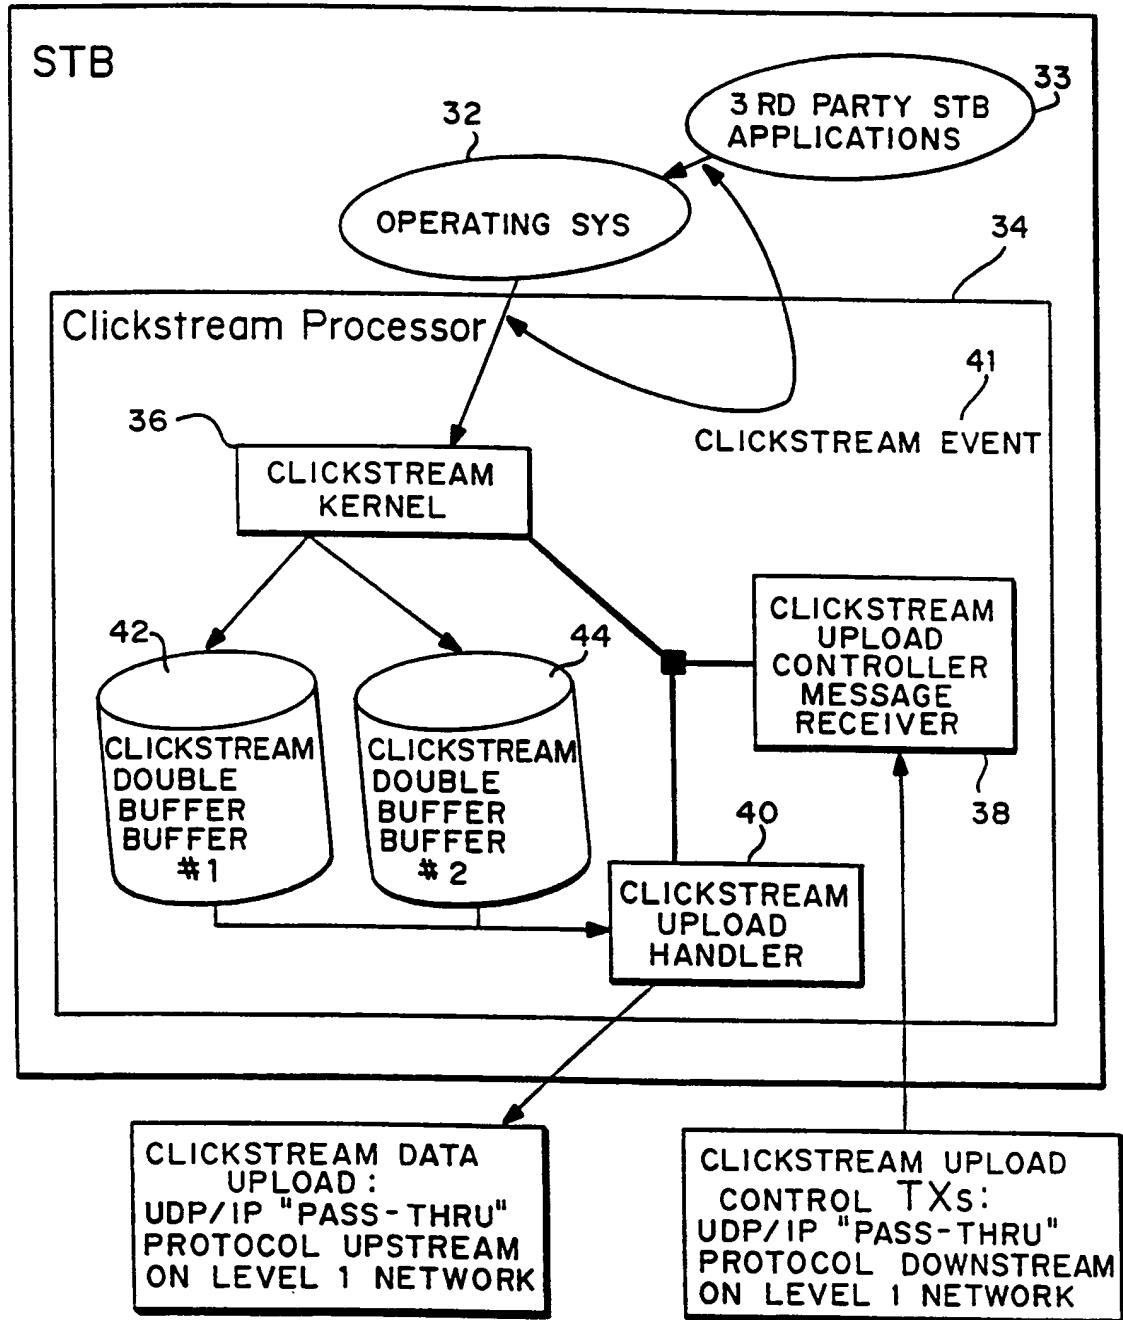 STB
33
3RD PARTY STB
APPLICATIONS
32
OPERATING SYS
34
Clickstream Processor
41
CLICKSTREAM EVENT
36
CLICKSTREAM
KERNEL
42
44
CLICKSTREAM
UPLOAD
CONTROLLER
MESSAGE
RECEIVER
38
CLICKSTREAM
DOUBLE
BUFFER
BUFFER
#1
CLICKSTREAM
DOUBLE
BUFFER
BUFFER
#2
40
CLICKSTREAM
UPLOAD
HANDLER
CLICKSTREAM DATA
UPLOAD:
UDP/IP "PASS-THRU"
PROTOCOL UPSTREAM
ON LEVEL 1 NETWORK
CLICKSTREAM UPLOAD
CONTROL TXs:
UDP/IP "PASS-THRU"
PROTOCOL DOWNSTREAM
ON LEVEL 1 NETWORK